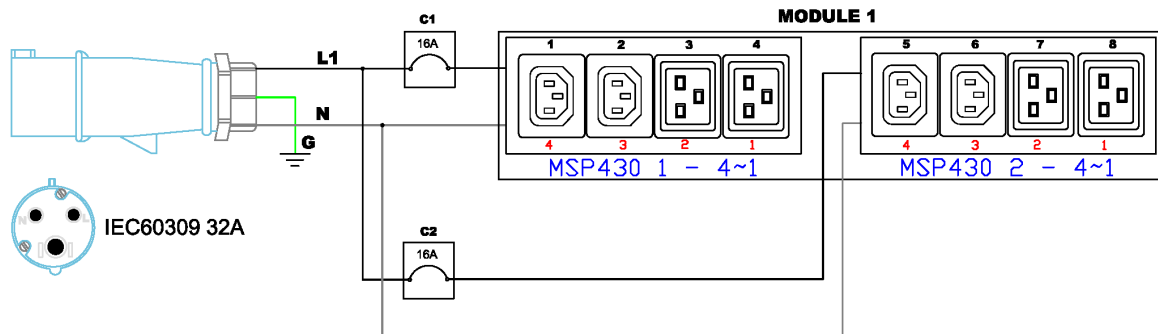 MODULE 1
C1
16A
1 2 3 4
5 6 7 8
L1
N
G
4 3 2 1
4 3 2 1
MSP430 1 - 4~1
MSP430 2 - 4~1
N L
IEC60309 32A
C2
16A